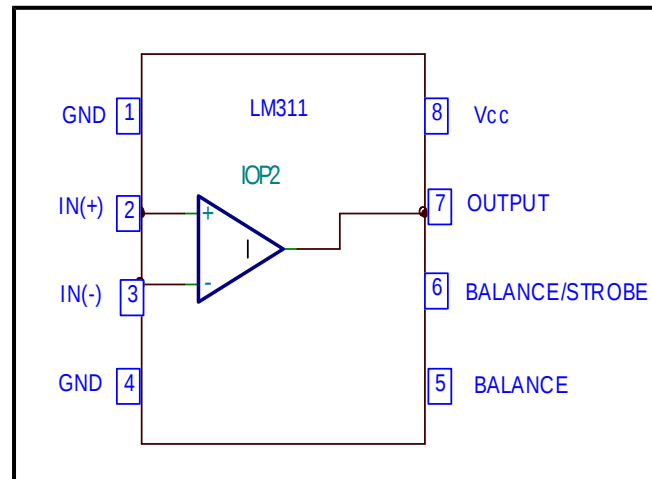 LM311
GND 1
8 Vcc
IOP2
IN(+) 2
+
7 OUTPUT
I
IN(-) 3
-
6 BALANCE/STROBE
GND 4
5 BALANCE